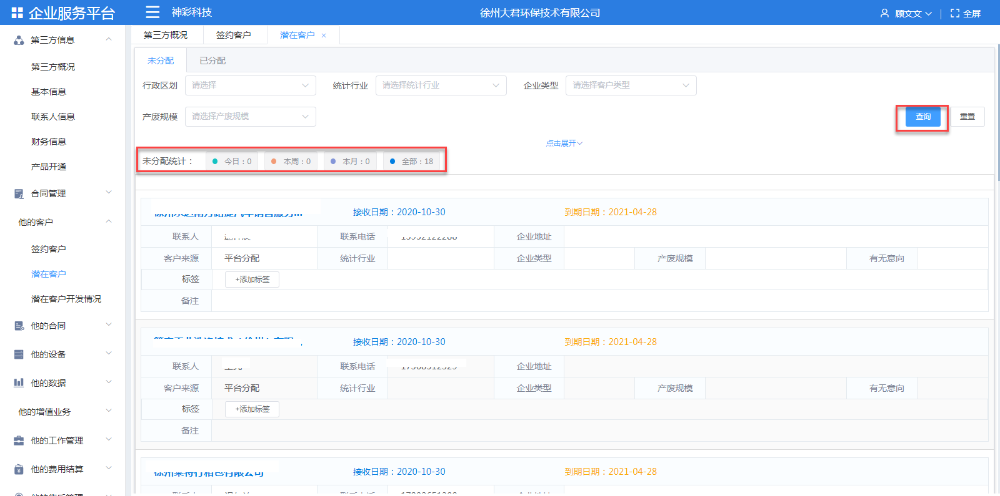 企业服务平台 神彩科技 徐州大君环保技术有限公司 顾文文 全屏
第三方信息
第三方概况
基本信息
联系人信息
财务信息
产品开通
合同管理
他的客户
签约客户
潜在客户
潜在客户开发情况
他的合同
他的设备
他的数据
他的增值业务
他的工作管理
他的费用结算
第三方概况 签约客户 潜在客户 ×
未分配 已分配
行政区划 请选择 统计行业 请选择统计行业 企业类型 请选择客户类型
产废规模 请选择产废规模 查询 重置
点击展开
未分配统计： 今日：0 本周：0 本月：0 全部：18
接收日期：2020-10-30 到期日期：2021-04-28
联系人 联系电话 企业地址
客户来源 平台分配 统计行业 企业类型 产废规模 有无意向
标签 +添加标签
备注
接收日期：2020-10-30 到期日期：2021-04-28
联系人 联系电话 企业地址
客户来源 平台分配 统计行业 企业类型 产废规模 有无意向
标签 +添加标签
备注
接收日期：2020-10-30 到期日期：2021-04-28